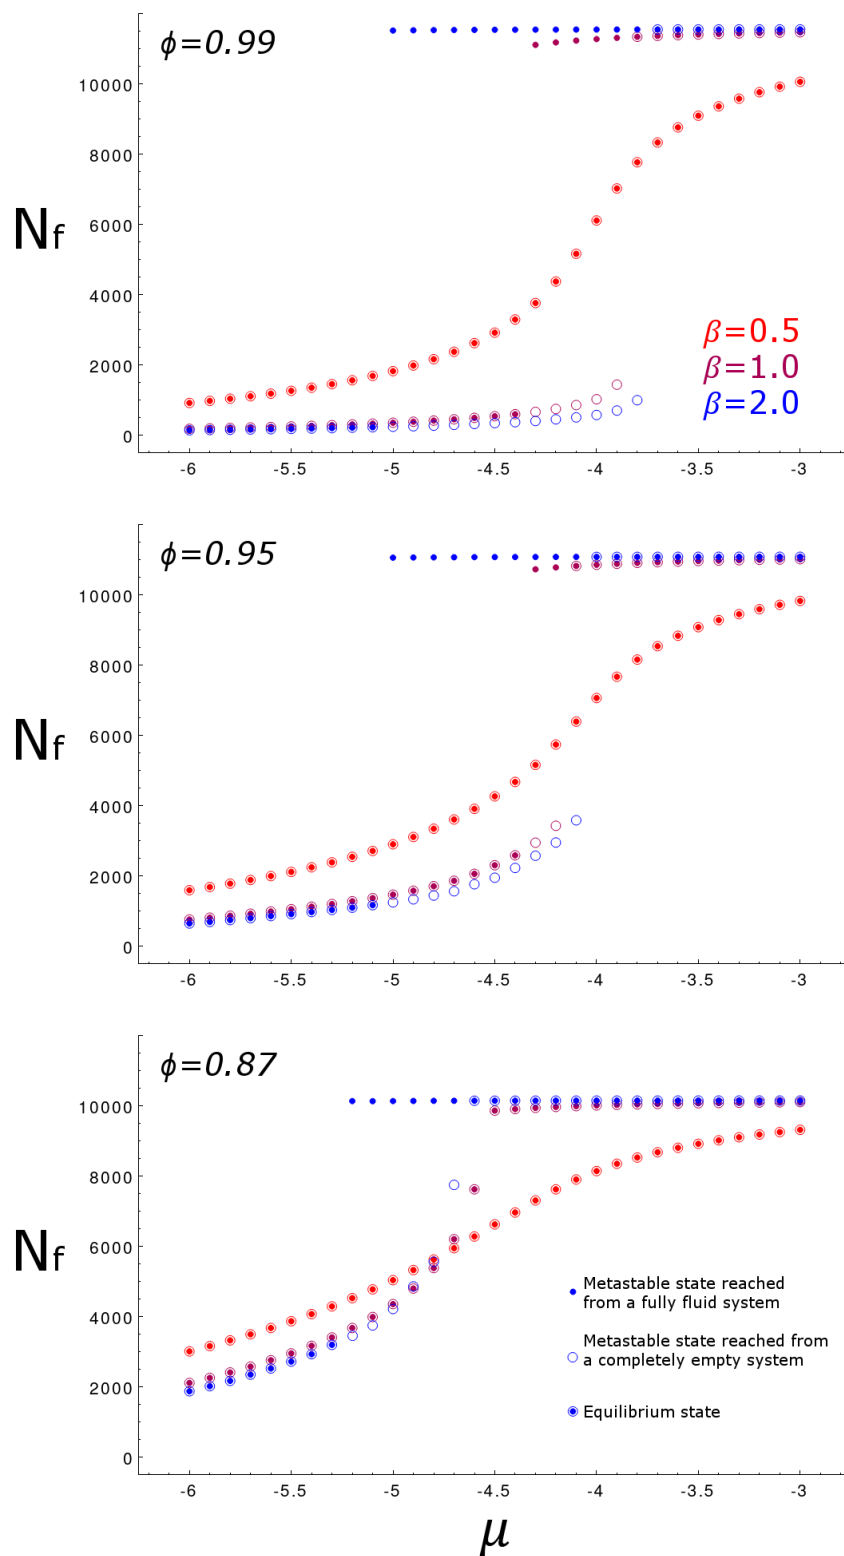 ϕ=0.99
10000
8000
6000
4000
2000
0
N_f
β=0.5
β=1.0
β=2.0
-6 -5.5 -5 -4.5 -4 -3.5 -3
ϕ=0.95
10000
8000
6000
4000
2000
0
N_f
-6 -5.5 -5 -4.5 -4 -3.5 -3
ϕ=0.87
10000
8000
6000
4000
2000
0
N_f
Metastable state reached
from a fully fluid system
Metastable state reached from
a completely empty system
Equilibrium state
-6 -5.5 -5 -4.5 -4 -3.5 -3
μ